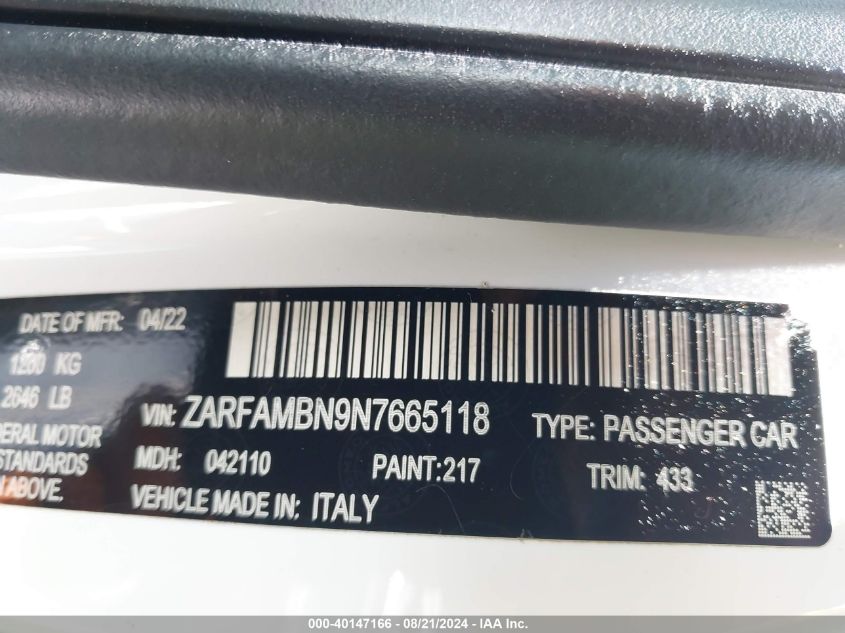 DATE OF MFR: 04/22
KG
2646 LB
VIN: ZARFAMBN9N7665118
TYPE: PASSENGER CAR
ERAL MOTOR
STANDARDS
ABOVE.
MDH: 042110
PAINT:217
TRIM: 433
VEHICLE MADE IN: ITALY
000-40147166 - 08/21/2024 - © IAA Inc.